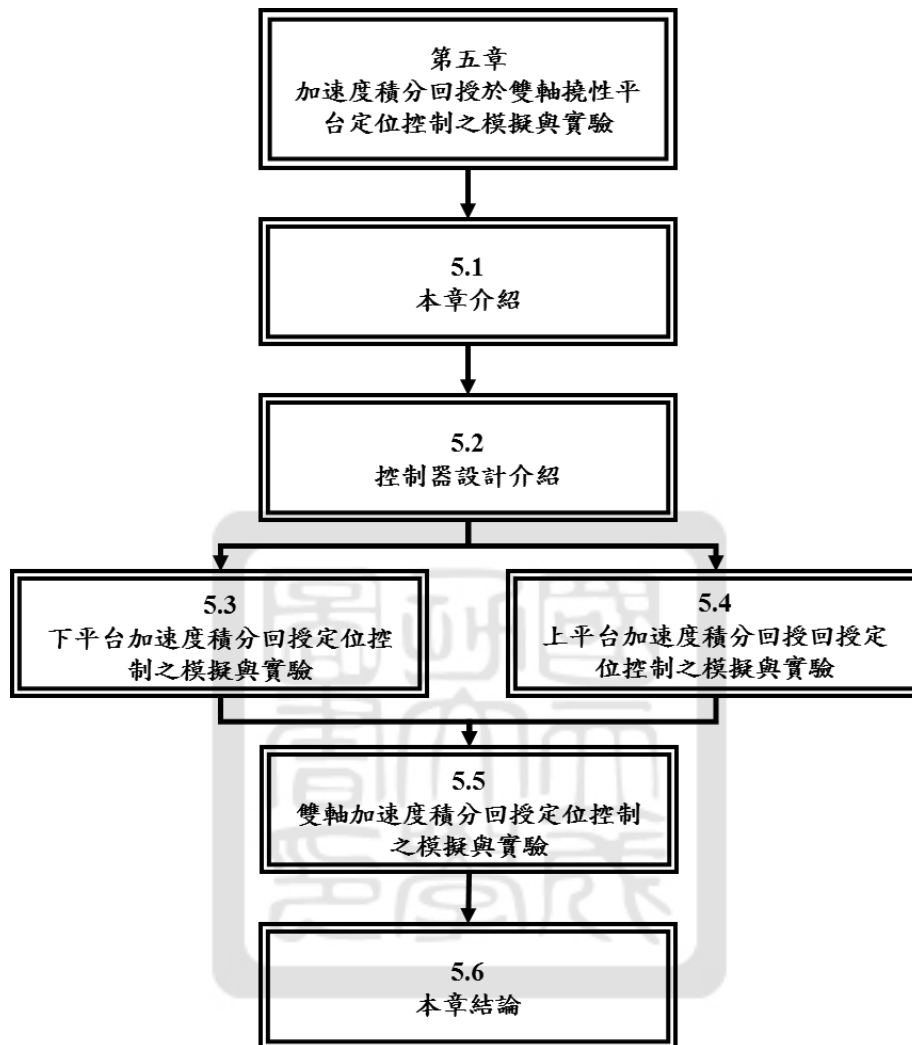 第五章
加速度積分回授於雙軸撓性平
台定位控制之模擬與實驗
5.1
本章介紹
5.2
控制器設計介紹
5.3
下平台加速度積分回授定位控
制之模擬與實驗
5.4
上平台加速度積分回授回授定
位控制之模擬與實驗
5.5
雙軸加速度積分回授定位控制
之模擬與實驗
5.6
本章結論